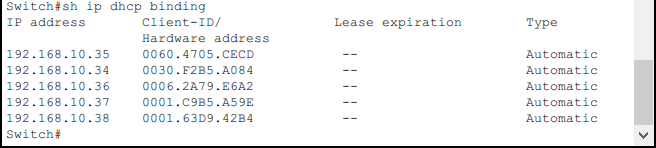 Switch#sh ip dhcp binding
IP address Client-ID/ Lease expiration Type
Hardware address
192.168.10.35 0060.4705.CECD -- Automatic
192.168.10.34 0030.F2B5.A084 -- Automatic
192.168.10.36 0006.2A79.E6A2 -- Automatic
192.168.10.37 0001.C9B5.A59E -- Automatic
192.168.10.38 0001.63D9.42B4 -- Automatic
Switch#